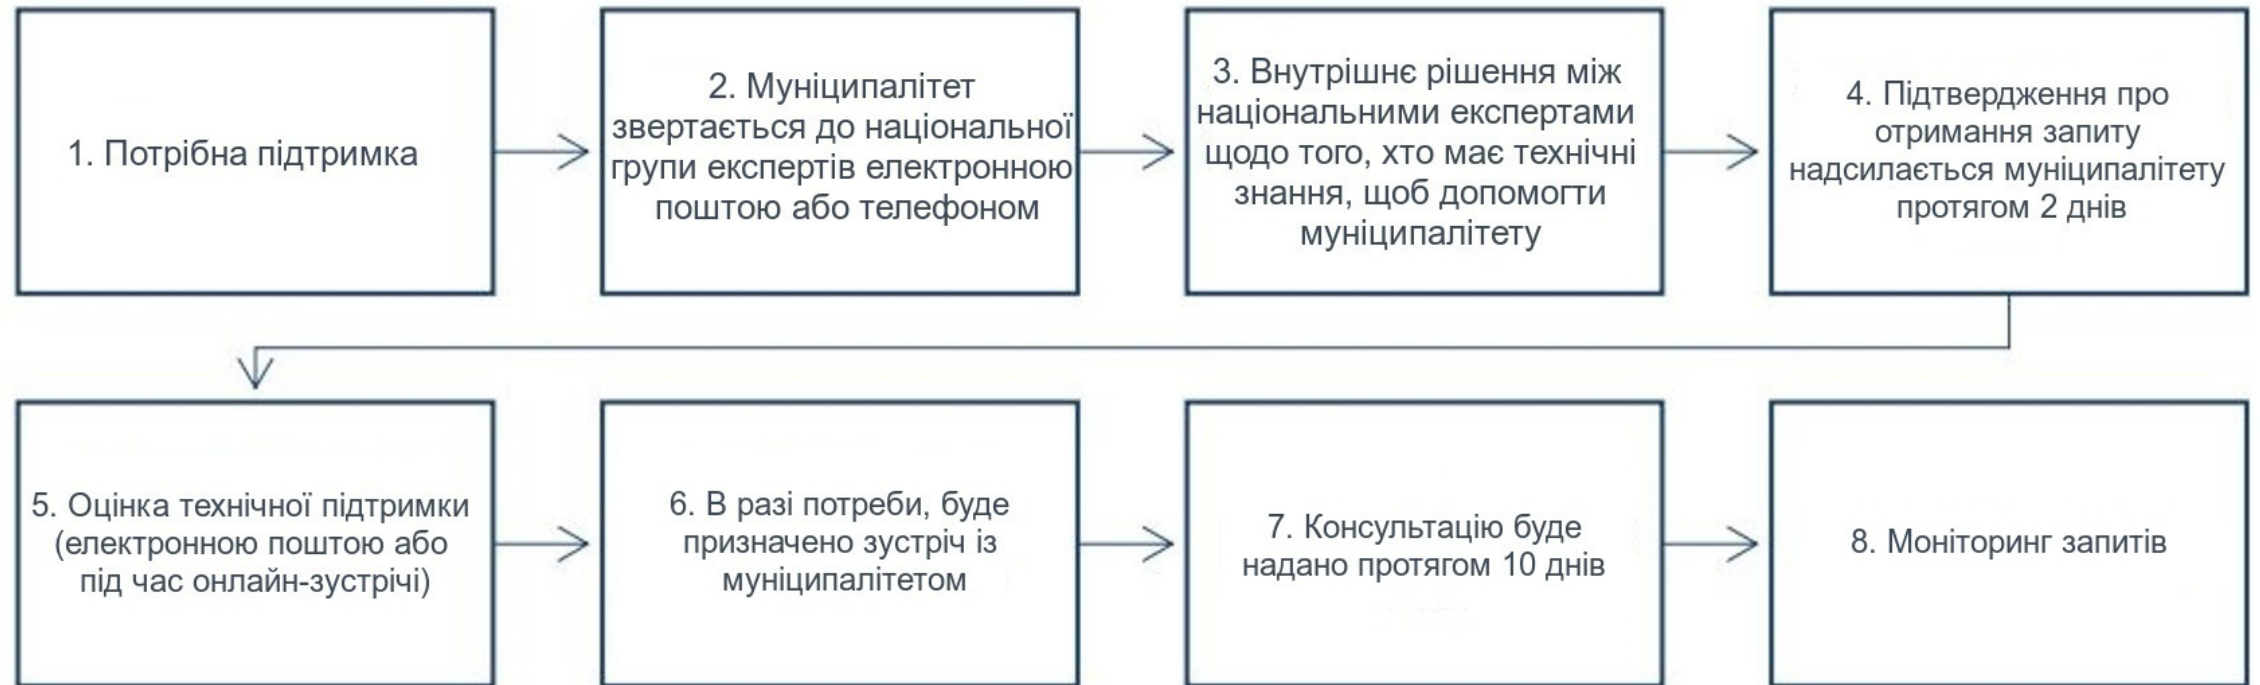 1. Потрібна підтримка
2. Муніципалітет
звертається до національної
групи експертів електронною
поштою або телефоном
3. Внутрішнє рішення між
національними експертами
щодо того, хто має технічні
знання, щоб допомогти
муніципалітету
4. Підтвердження про
отримання запиту
надсилається муніципалітету
протягом 2 днів
5. Оцінка технічної підтримки
(електронною поштою або
під час онлайн-зустрічі)
6. В разі потреби, буде
призначено зустріч із
муніципалітетом
7. Консультацію буде
надано протягом 10 днів
8. Моніторинг запитів